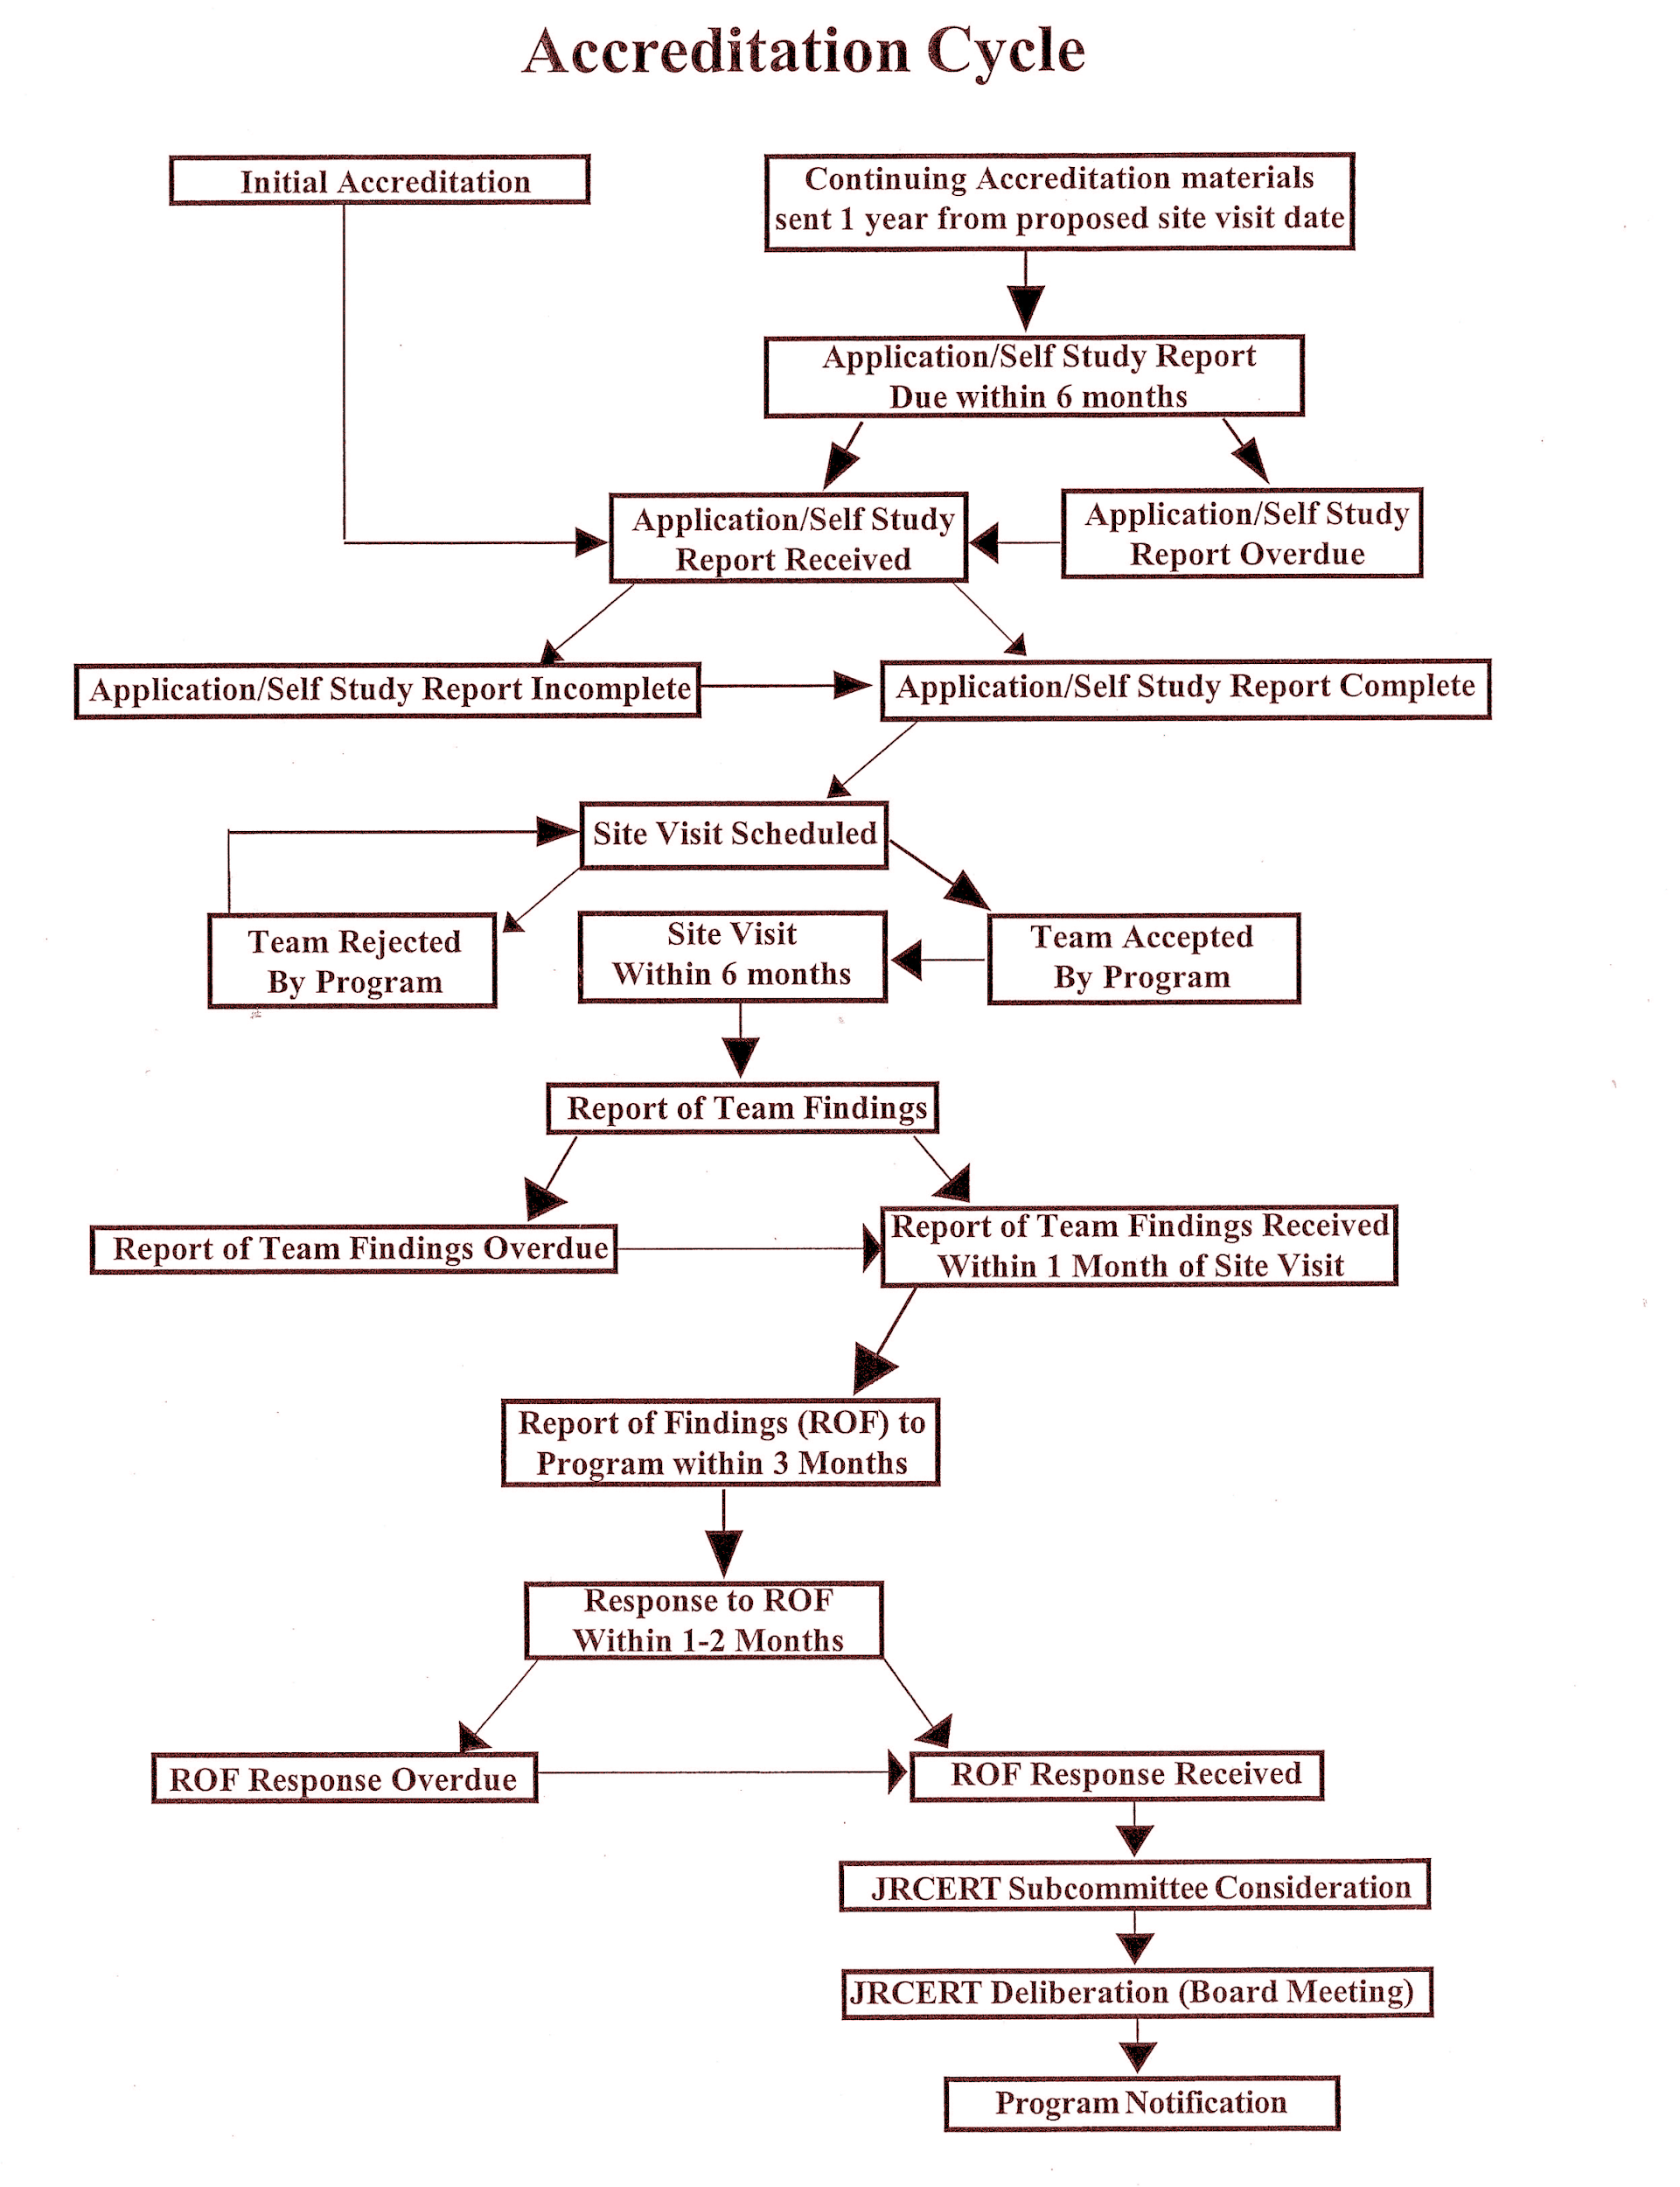 Accreditation Cycle
Initial Accreditation
Continuing Accreditation materials
sent 1 year from proposed site visit date
Application/Self Study Report
Due within 6 months
Application/Self Study
Report Received
Application/Self Study
Report Overdue
Application/Self Study Report Incomplete
Application/Self Study Report Complete
Site Visit Scheduled
Team Rejected
By Program
Site Visit
Within 6 months
Team Accepted
By Program
Report of Team Findings
Report of Team Findings Overdue
Report of Team Findings Received
Within 1 Month of Site Visit
Report of Findings (ROF) to
Program within 3 Months
Response to ROF
Within 1-2 Months
ROF Response Overdue
ROF Response Received
JRCERT Subcommittee Consideration
JRCERT Deliberation (Board Meeting)
Program Notification